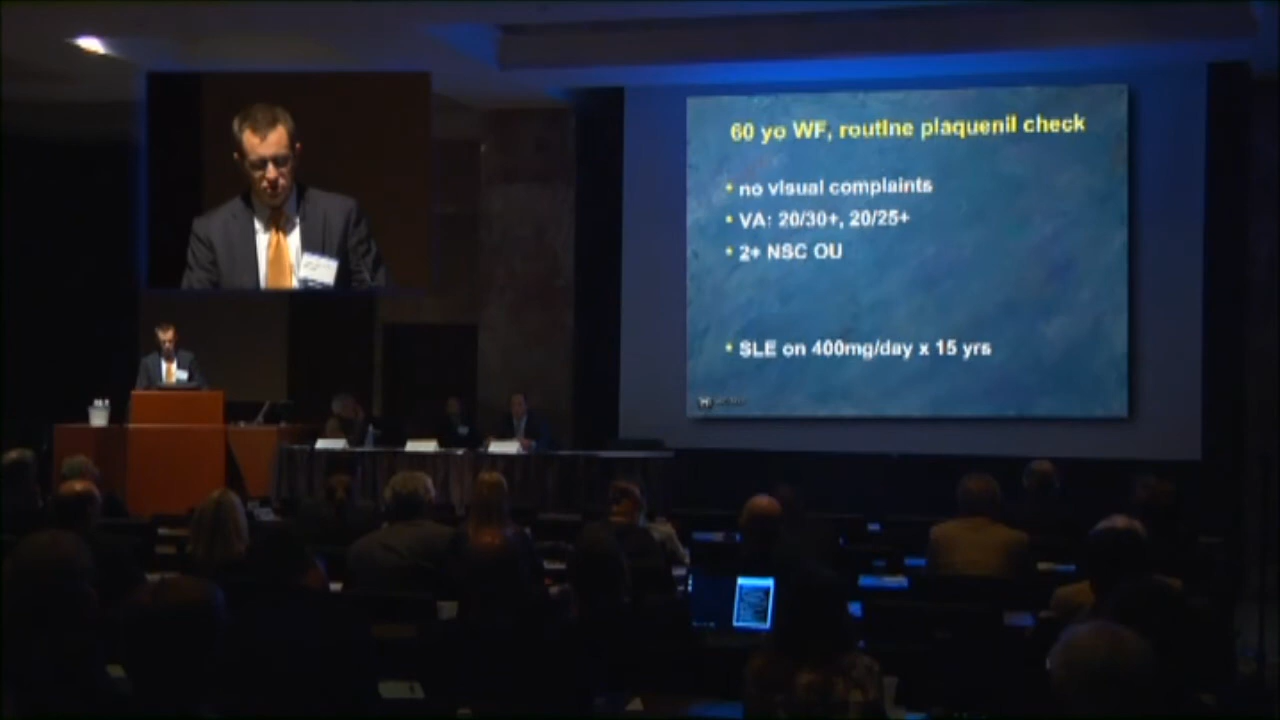 60 yo WF, routine plaquenil check
• no visual complaints
• VA: 20/30+, 20/25+
• 2+ NSC OU
• SLE on 400mg/day x 15 yrs